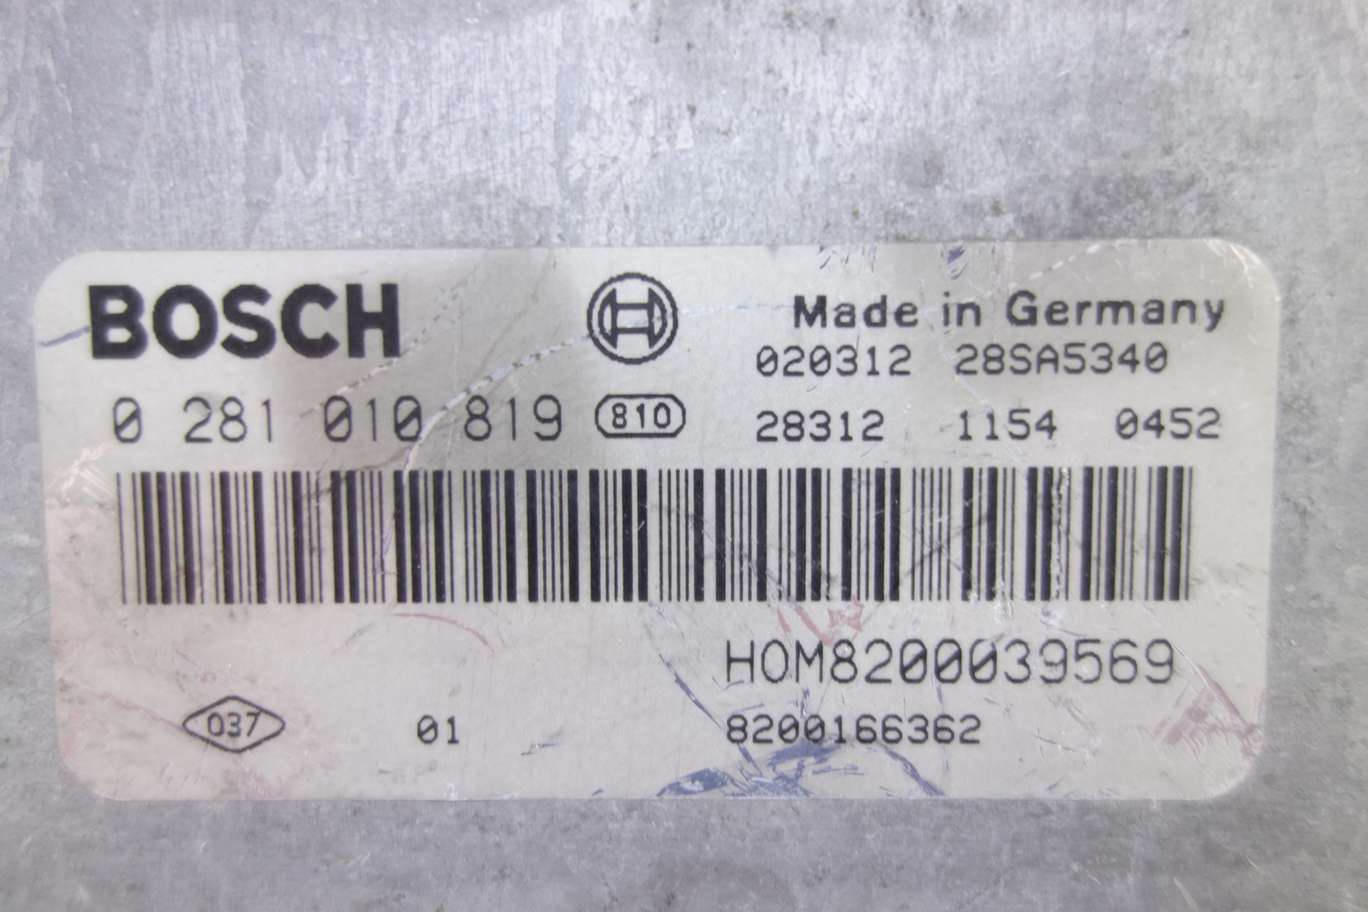 BOSCH
Made in Germany
020312 28SA5340
0 281 010 819 810
28312 1154 0452
HOM8200039569
037 01 8200166362